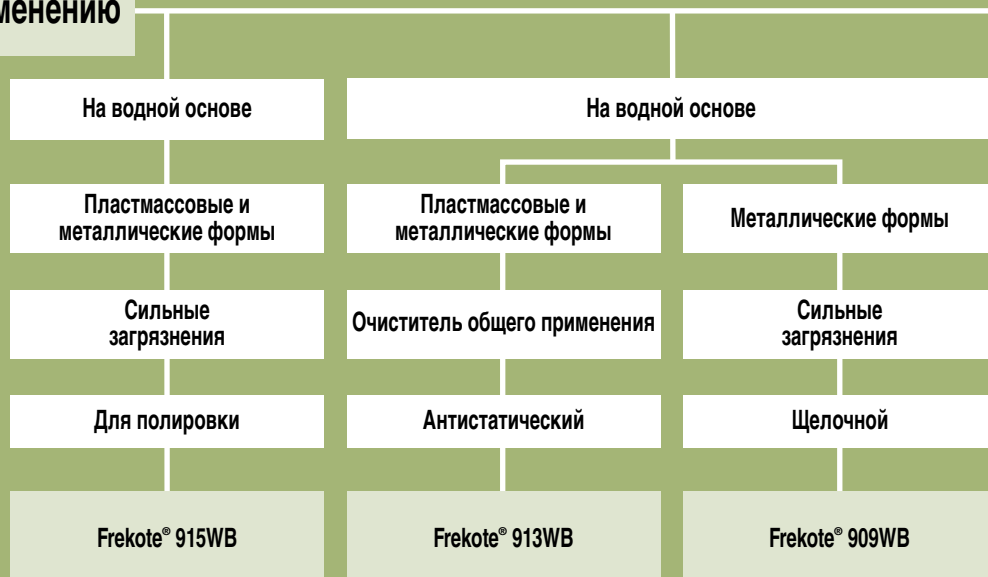 На водной основе
На водной основе
Пластмассовые и
металлические формы
Пластмассовые и
металлические формы
Металлические формы
Сильные
загрязнения
Очиститель общего применения
Сильные
загрязнения
Для полировки
Антистатический
Щелочной
Frekote® 915WB
Frekote® 913WB
Frekote® 909WB